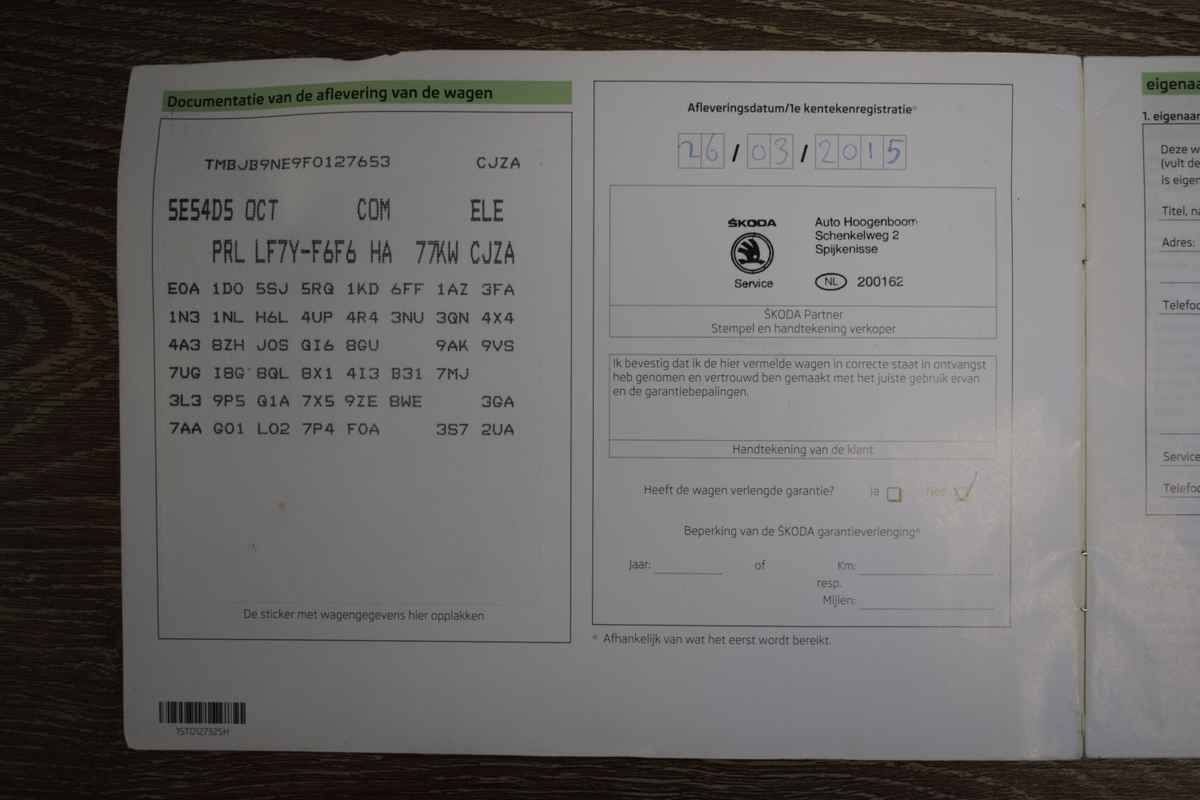 Documentatie van de aflevering van de wagen
TMBJB9NE9F0127653 CJZA
5E54D5 OCT COM ELE
PRL LF7Y-F6F6 HA 77KW CJZA
E0A 1D0 5SJ 5RQ 1KD 6FF 1AZ 3FA
1N3 1NL H6L 4UP 4R4 3NU 3QN 4X4
4A3 8ZH J0S QI6 8GU 9AK 9VS
7UG I8G 8QL BX1 4I3 B31 7MJ
3L3 9P5 G1A 7X5 9ZE 8WE 3GA
7AA G01 L02 7P4 F0A 3S7 2UA
De sticker met wagengegevens hier opplakken
1ST012732SH
Afleveringsdatum/1e kentekenregistratie*
26 / 03 / 2015
ŠKODA
Service
Auto Hoogenboom
Schenkelweg 2
Spijkenisse
NL 200162
ŠKODA Partner
Stempel en handtekening verkoper
Ik bevestig dat ik de hier vermelde wagen in correcte staat in ontvangst
heb genomen en vertrouwd ben gemaakt met het juiste gebruik ervan
en de garantiebepalingen.
Handtekening van de klant
Heeft de wagen verlengde garantie? Ja Nee
Beperking van de ŠKODA garantieverlenging*
Jaar: of Km:
resp.
Mijlen:
* Afhankelijk van wat het eerst wordt bereikt.
eigenaa
1. eigenaar
Deze w
(vult de
is eigen
Titel, na
Adres:
Telefoo
Service
Telefoo